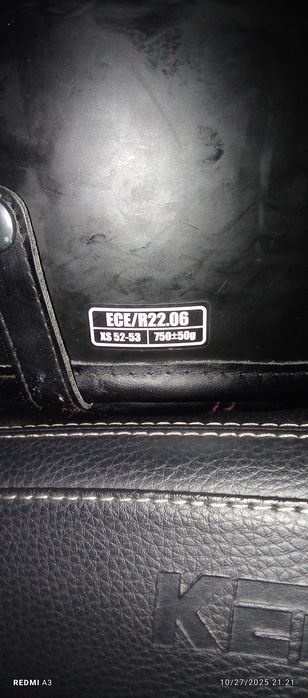 ECE/R22.06
XS 52-53 750±50g
REDMI A3 10/27/2025 21:21